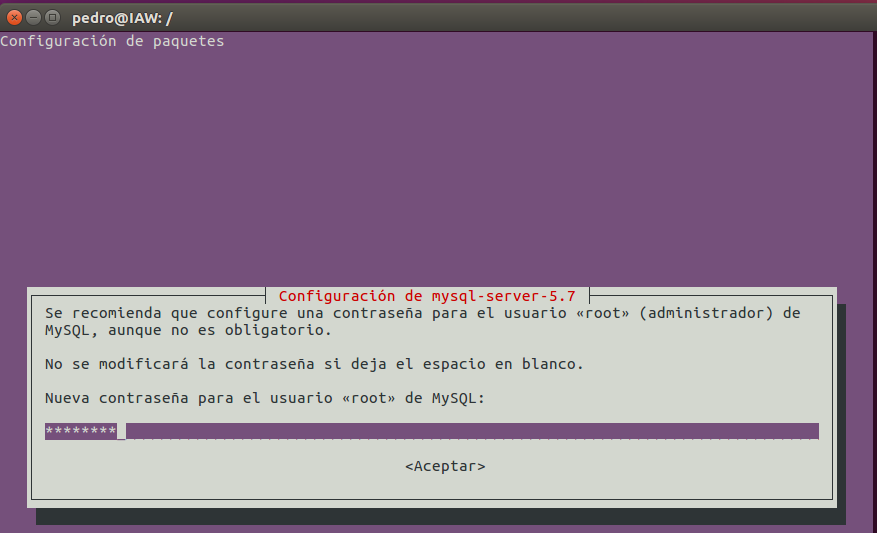 pedro@IAW: /
Configuración de paquetes
Configuración de mysql-server-5.7
Se recomienda que configure una contraseña para el usuario «root» (administrador) de
MySQL, aunque no es obligatorio.
No se modificará la contraseña si deja el espacio en blanco.
Nueva contraseña para el usuario «root» de MySQL:
********
<Aceptar>